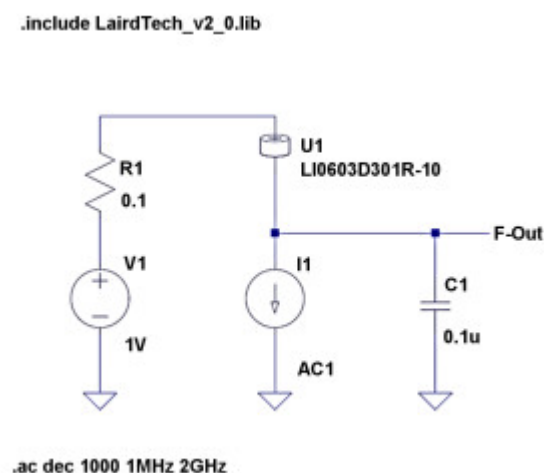 .include LairdTech_v2_0.lib
U1
LI0603D301R-10
R1
0.1
F-Out
V1
I1
C1
1V
AC1
0.1u
.ac dec 1000 1MHz 2GHz